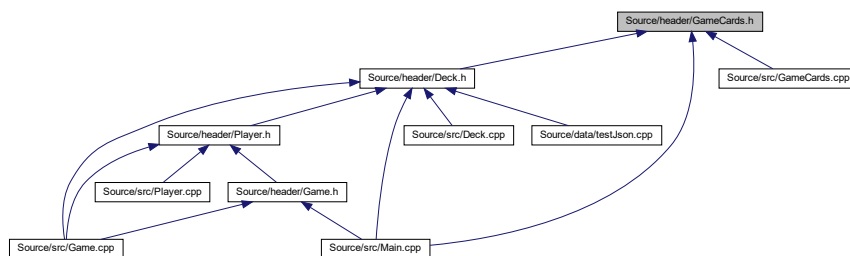 Source/header/GameCards.h
Source/header/Deck.h
Source/src/GameCards.cpp
Source/header/Player.h
Source/src/Deck.cpp
Source/data/testJson.cpp
Source/src/Player.cpp
Source/header/Game.h
Source/src/Game.cpp
Source/src/Main.cpp